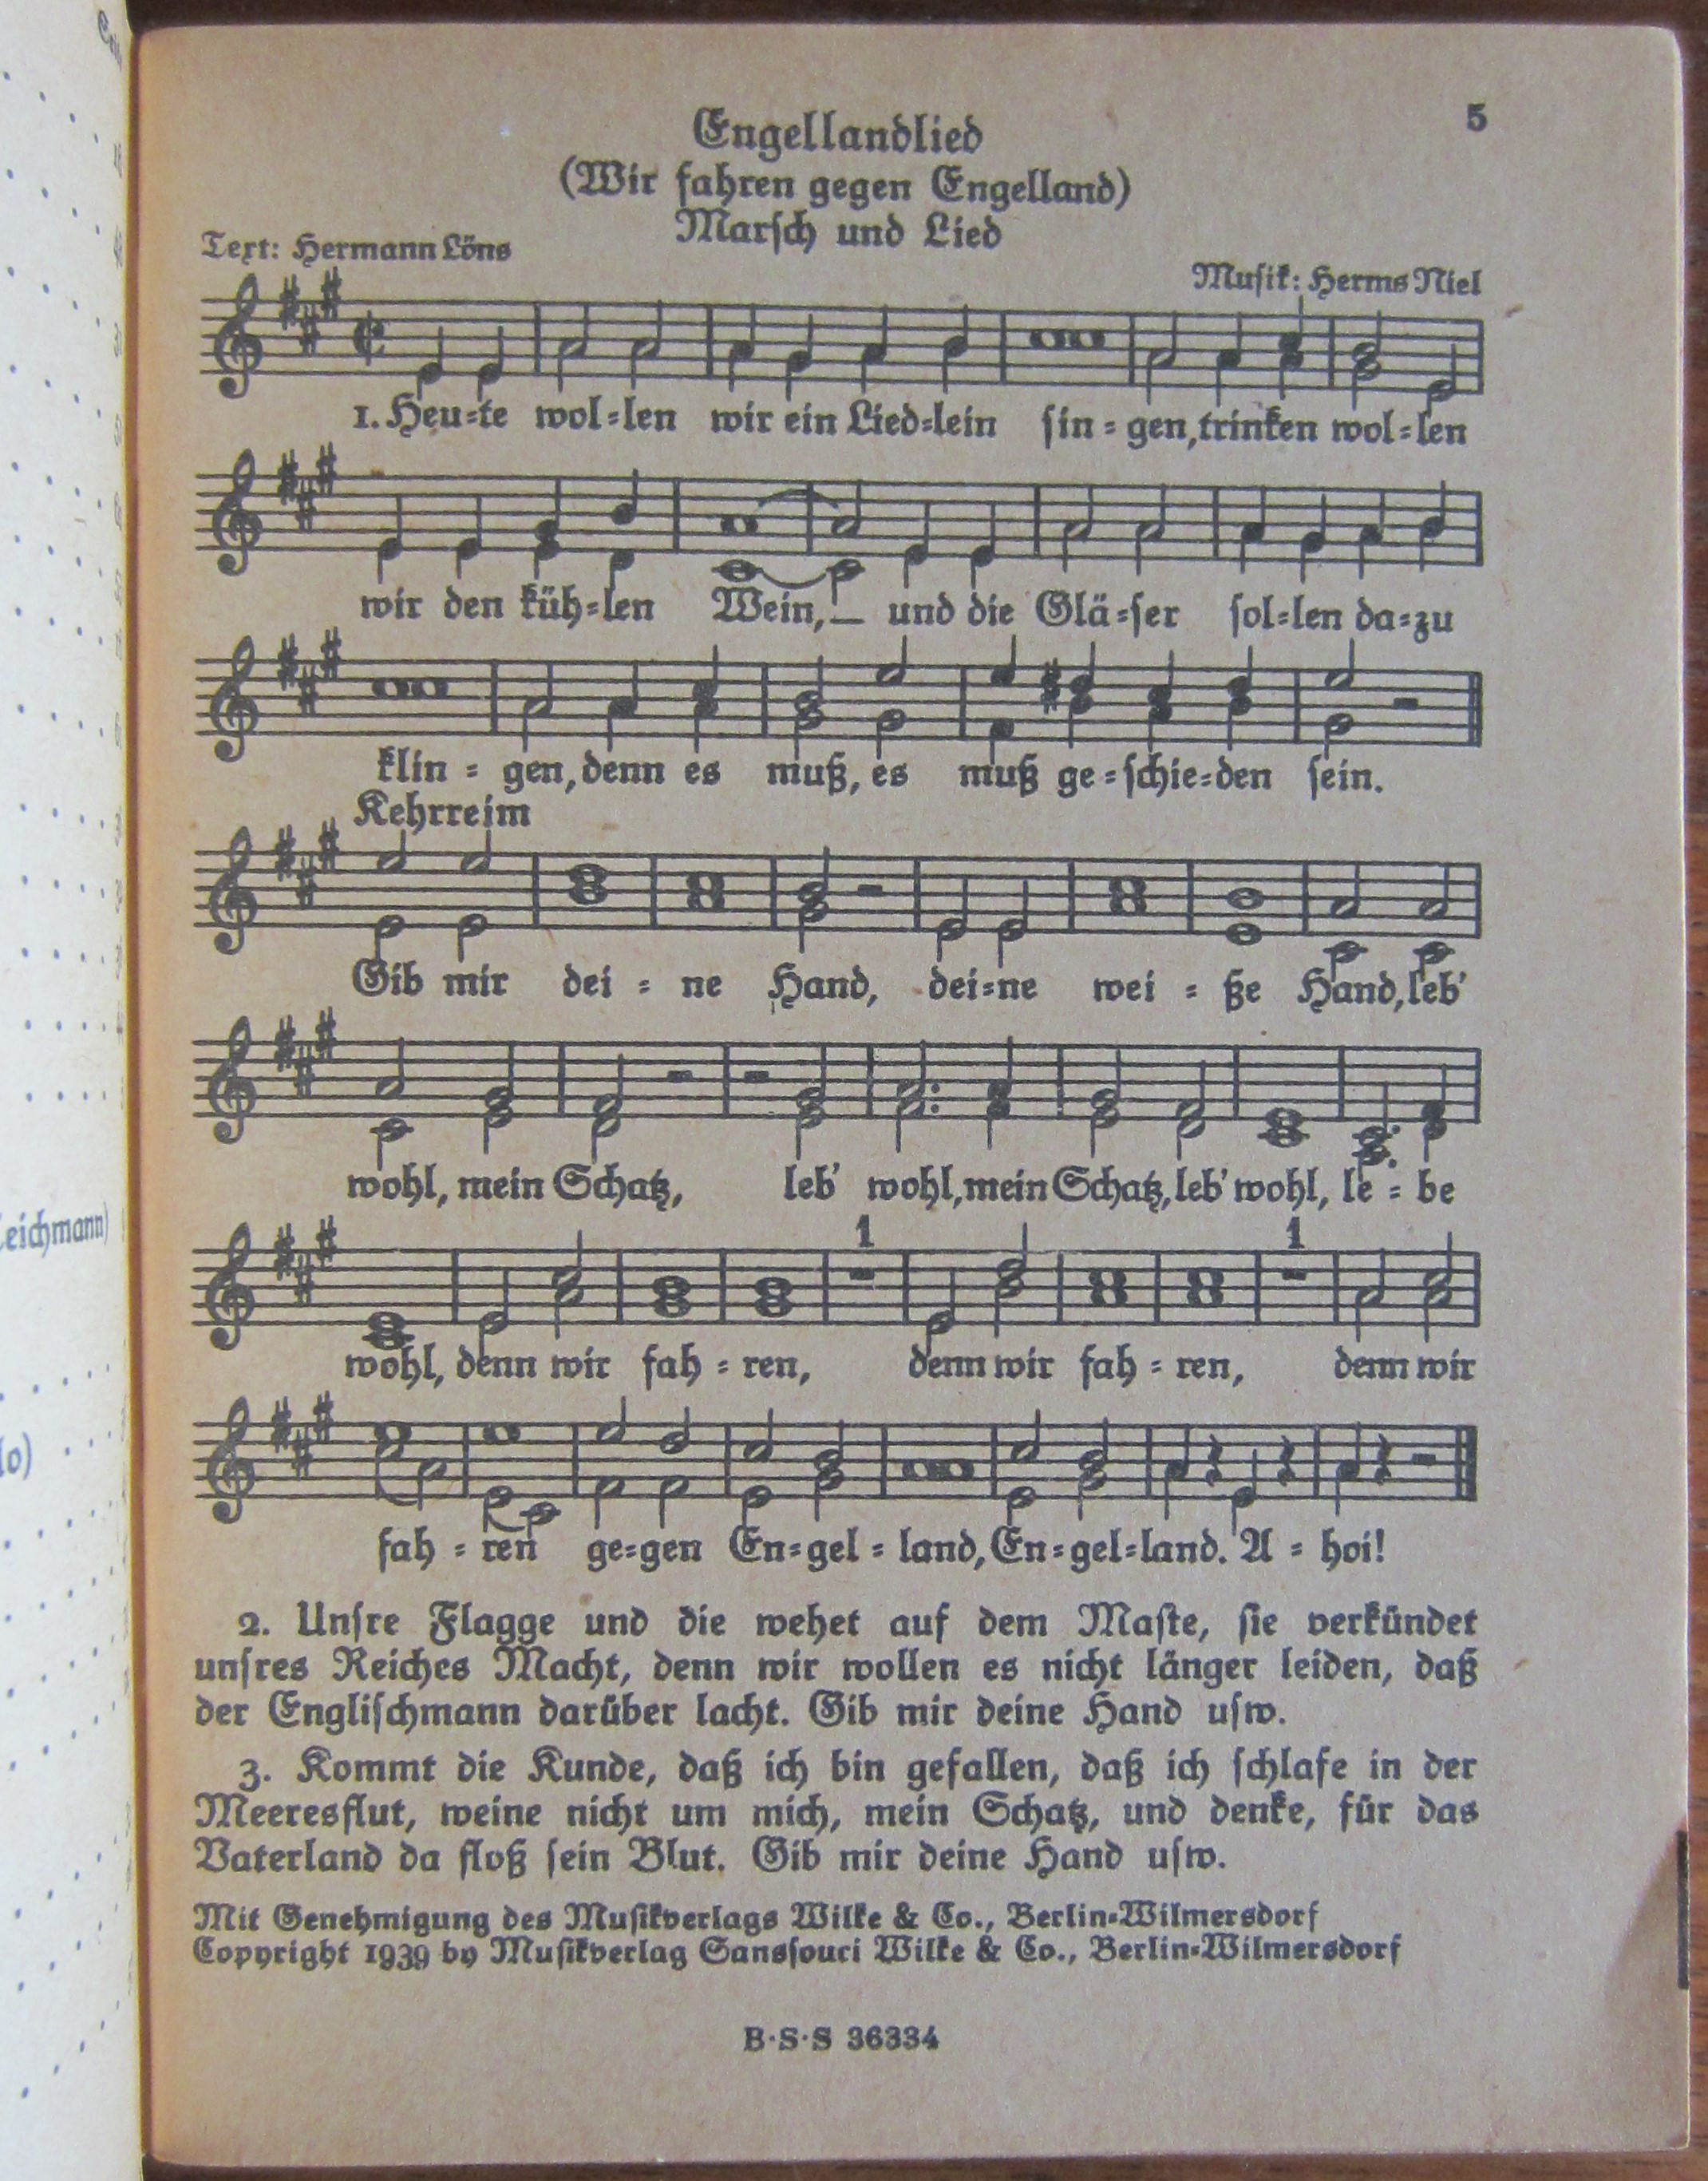 5
Engellandlied
(Wir fahren gegen Engelland)
Marsch und Lied
Text: Hermann Löns
Musik: Herms Niel
1. Heu=te wol=len wir ein Lied=lein sin=gen, trinken wol=len
wir den küh=len Wein, und die Glä=ser sol=len da=zu
klin=gen, denn es muß, es muß ge=schie=den sein.
Kehrreim
Gib mir dei=ne Hand, dei=ne wei=ße Hand, leb'
wohl, mein Schatz, leb' wohl, mein Schatz, leb' wohl, le=be
1 1
wohl, denn wir fah=ren, denn wir fah=ren, denn wir
fah=ren ge=gen En=gel=land, En=gel=land. A=hoi!
2. Unsre Flagge und die wehet auf dem Maste, sie verkündet
unsres Reiches Macht, denn wir wollen es nicht länger leiden, daß
der Englischmann darüber lacht. Gib mir deine Hand usw.
3. Kommt die Kunde, daß ich bin gefallen, daß ich schlafe in der
Meeresflut, weine nicht um mich, mein Schatz, und denke, für das
Vaterland da floß sein Blut. Gib mir deine Hand usw.
Mit Genehmigung des Musikverlags Wilke & Co., Berlin=Wilmersdorf
Copyright 1939 by Musikverlag Sanssouci Wilke & Co., Berlin=Wilmersdorf
B·S·S 36334